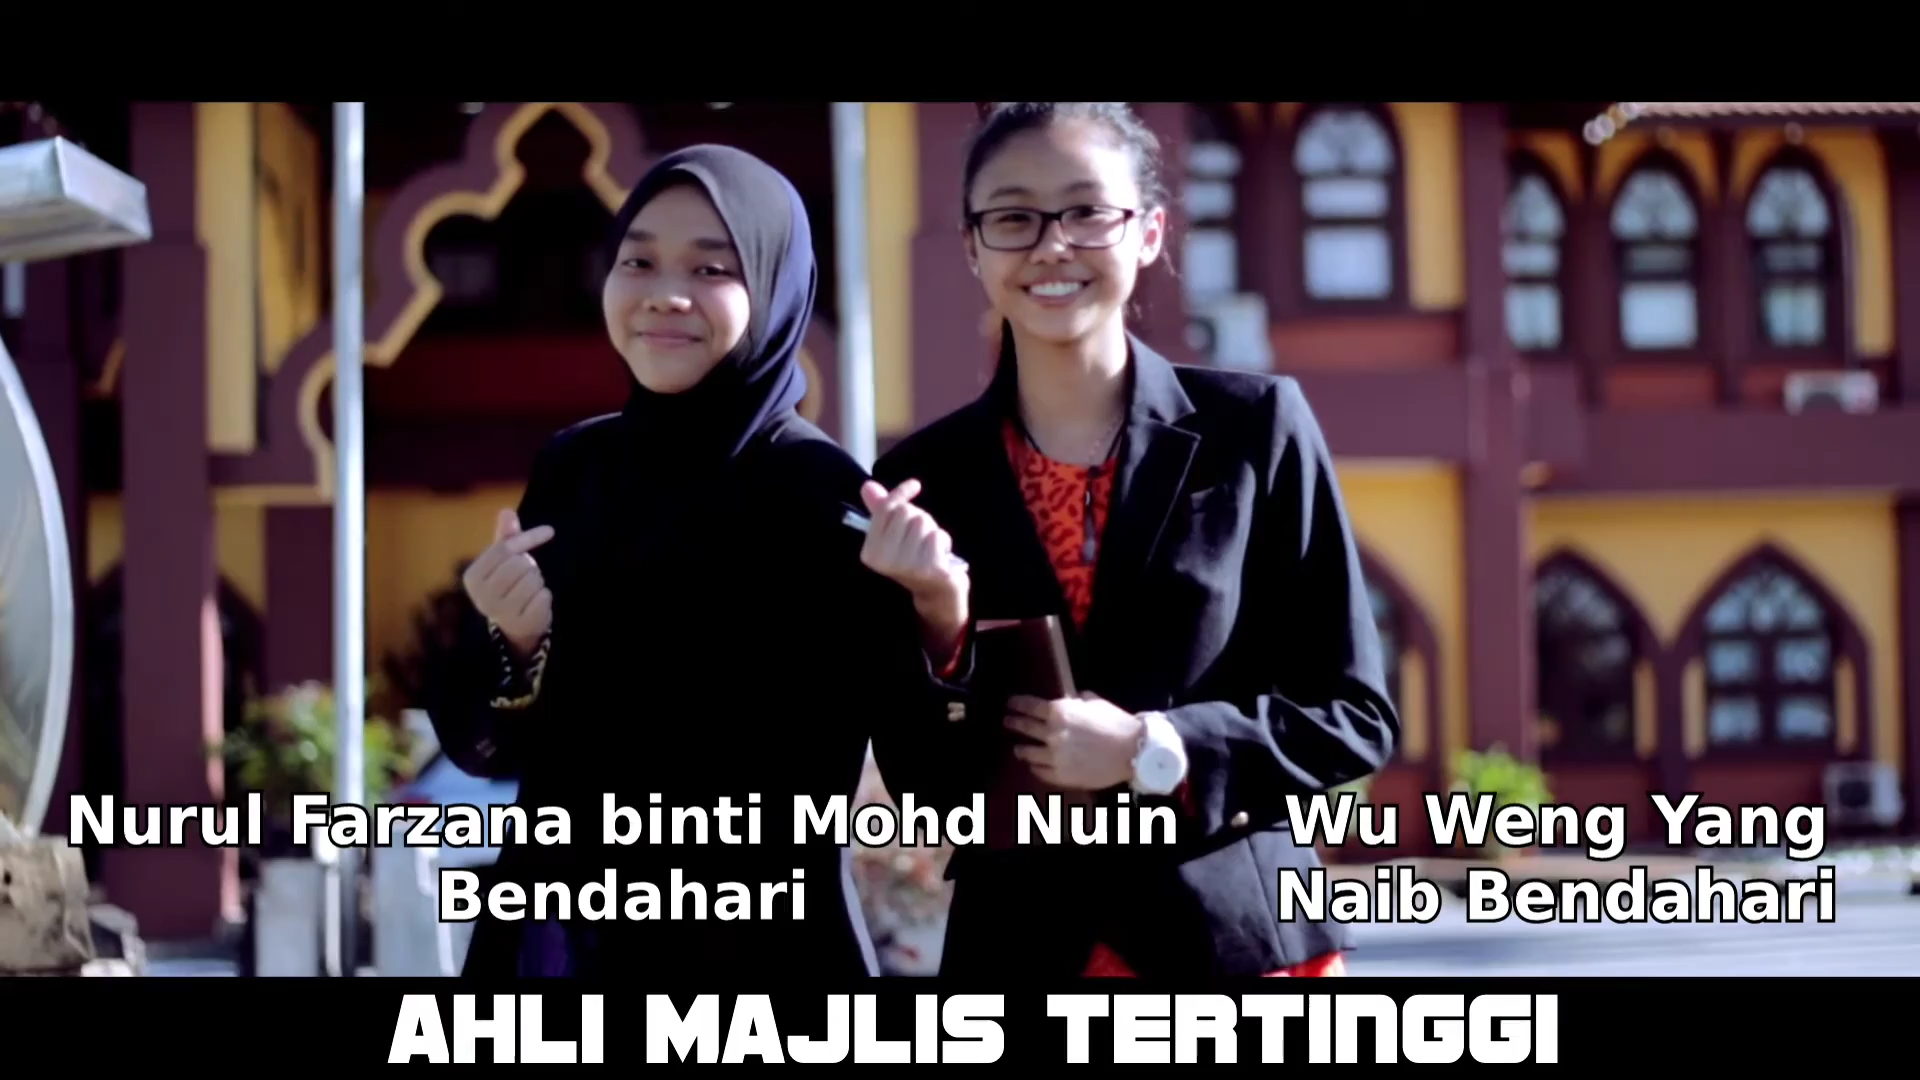 Nurul Farzana binti Mohd Nuin
Bendahari
Wu Weng Yang
Naib Bendahari
AHLI MAJLIS TERTINGGI